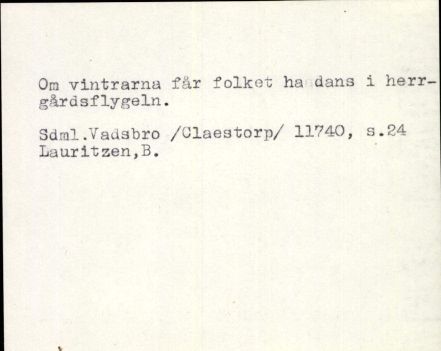 Om vintrarna får folket ha dans i herr-
gårdsflygeln.
Sdml.Vadsbro /Claestorp/ 11740, s.24
Lauritzen,B.